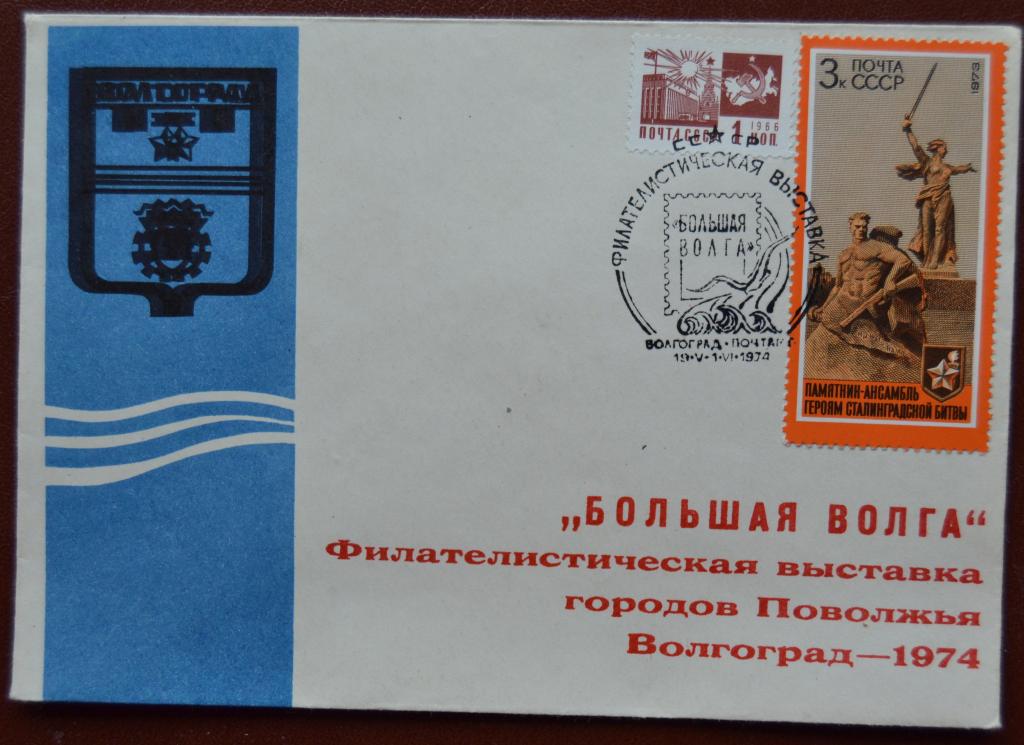 ВОЛГОГРАД
ПОЧТА СССР 1966
1 КОП.
3к ПОЧТА
СССР
1973
ПАМЯТНИК-АНСАМБЛЬ
ГЕРОЯМ СТАЛИНГРАДСКОЙ БИТВЫ
СССР
ФИЛАТЕЛИСТИЧЕСКАЯ ВЫСТАВКА
«БОЛЬШАЯ
ВОЛГА»
ВОЛГОГРАД • ПОЧТАМТ
19•V-1•VI•1974
„БОЛЬШАЯ ВОЛГА“
Филателистическая выставка
городов Поволжья
Волгоград—1974